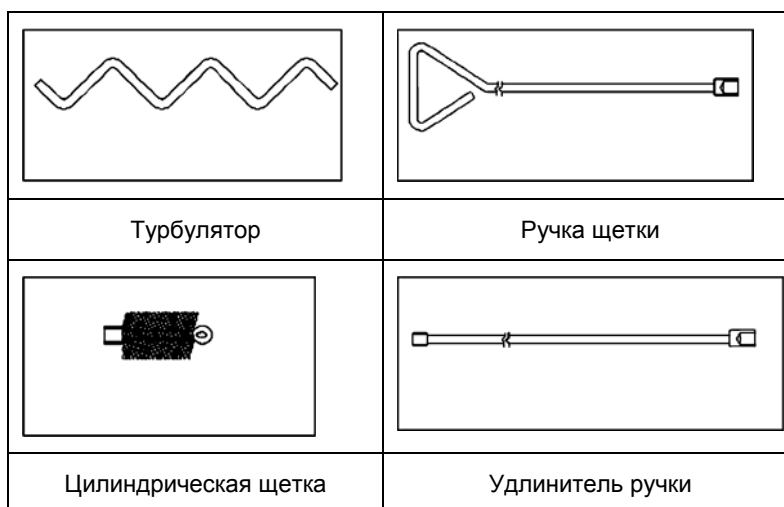 Турбулятор
Ручка щетки
Цилиндрическая щетка
Удлинитель ручки